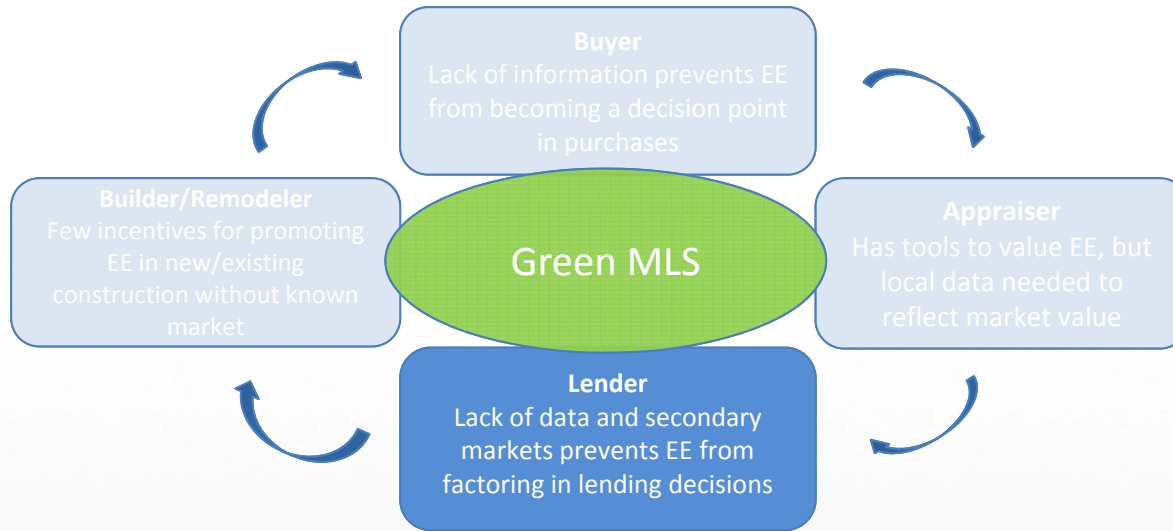 Buyer
Lack of information prevents EE
from becoming a decision point
in purchases
Builder/Remodeler
Few incentives for promoting
EE in new/existing
construction without known
market
Green MLS
Appraiser
Has tools to value EE, but
local data needed to
reflect market value
Lender
Lack of data and secondary
markets prevents EE from
factoring in lending decisions